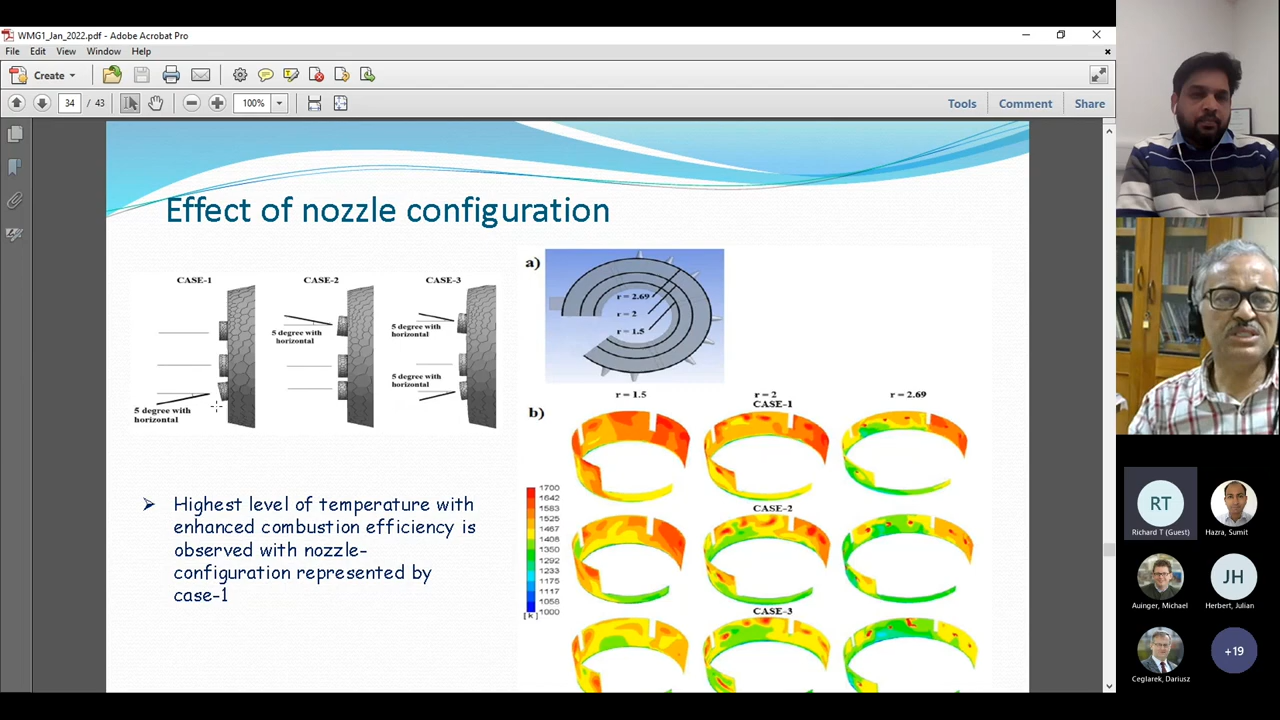 WMG1_Jan_2022.pdf - Adobe Acrobat Pro
File Edit View Window Help
Create
34 / 43
100%
Tools Comment Share
Effect of nozzle configuration
CASE-1 CASE-2 CASE-3
5 degree with
horizontal
5 degree with
horizontal
5 degree with
horizontal
5 degree with
horizontal
a)
r = 2.69
r = 2
r = 1.5
b)
r = 1.5 r = 2 r = 2.69
CASE-1
CASE-2
CASE-3
1700
1642
1583
1525
1467
1408
1350
1292
1233
1175
1117
1058
1000
[ K ]
Highest level of temperature with
enhanced combustion efficiency is
observed with nozzle-
configuration represented by
case-1
RT
Richard T (Guest)
Hazra, Sumit
Auinger, Michael
JH
Herbert, Julian
Ceglarek, Dariusz
+19